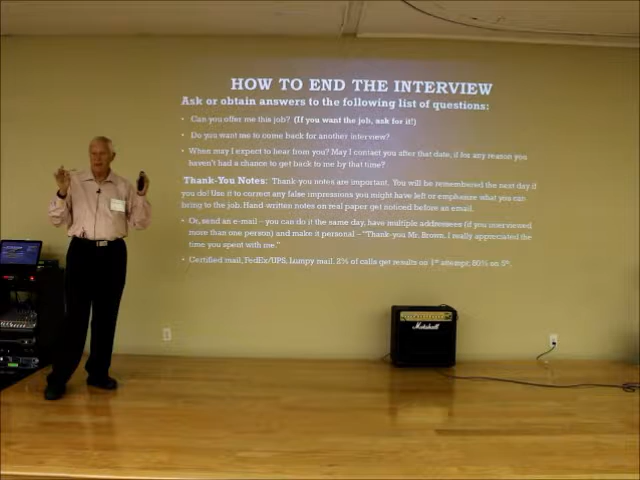 HOW TO END THE INTERVIEW
Ask or obtain answers to the following list of questions:
• Can you offer me this job? (If you want the job, ask for it!)
• Do you want me to come back for another interview?
• When may I expect to hear from you? May I contact you after that date, if for any reason you
haven't had a chance to get back to me by that time?
Thank-You Notes: Thank-you notes are important. You will be remembered the next day if
you do! Use it to correct any false impressions you might have left or emphasize what you can
bring to the job. Hand-written notes on real paper get noticed before an email.
• Or, send an e-mail – you can do it the same day, have multiple addressees (if you interviewed
more than one person) and make it personal – "Thank-you Mr. Brown. I really appreciated the
time you spent with me."
• Certified mail, FedEx/UPS, Lumpy mail. 2% of calls get results on 1st attempt; 80% on 5th.
Marshall